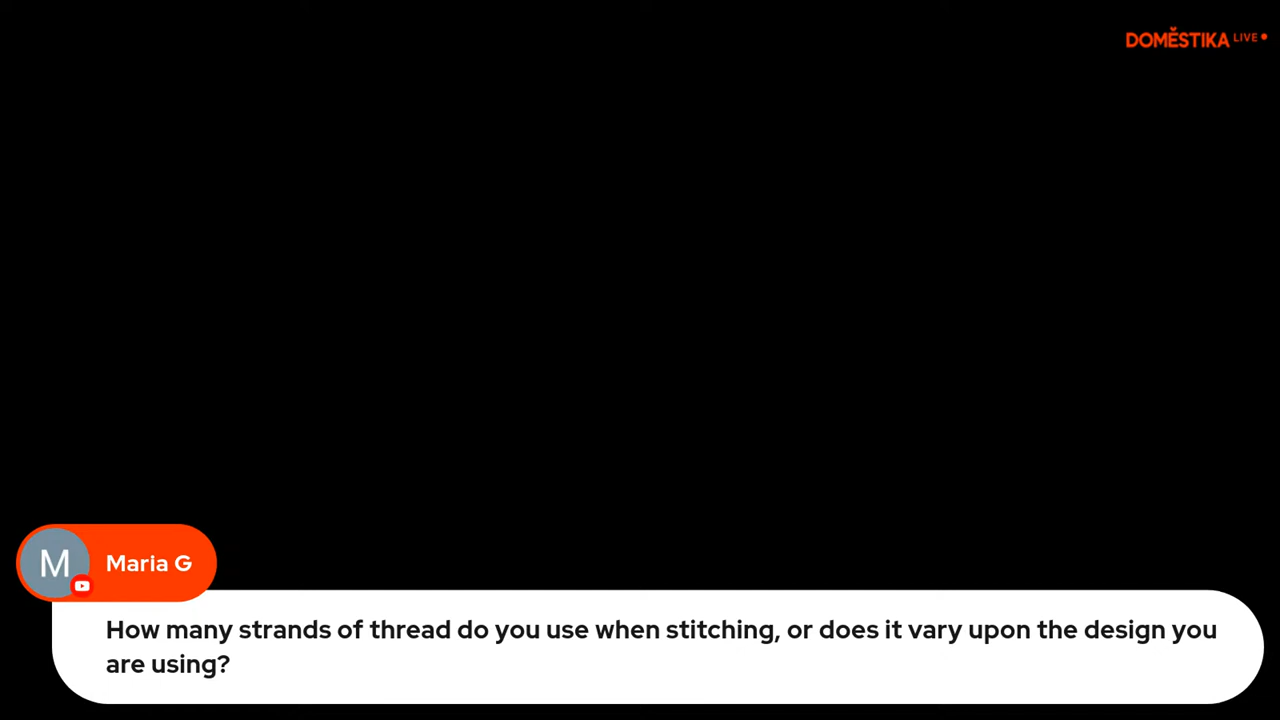 DOMĚSTIKA LIVE
M
Maria G
How many strands of thread do you use when stitching, or does it vary upon the design you
are using?